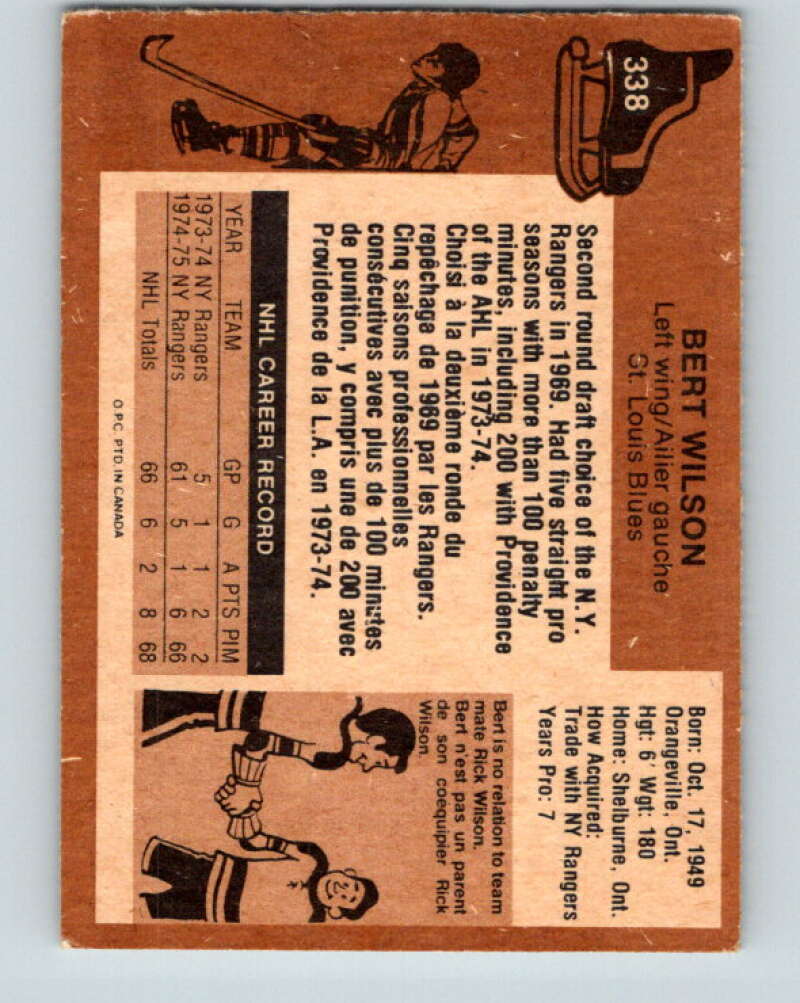 338
BERT WILSON
Left wing/Ailier gauche
St. Louis Blues
Born: Oct. 17, 1949
Orangeville, Ont.
Hgt: 6' Wgt: 180
Home: Shelburne, Ont.
How Acquired:
Trade with NY Rangers
Years Pro: 7
Second round draft choice of the N.Y.
Rangers in 1969. Had five straight pro
seasons with more than 100 penalty
minutes, including 200 with Providence
of the AHL in 1973-74.
Choisi à la deuxième ronde du
repêchage de 1969 par les Rangers.
Cinq saisons professionnelles
consécutives avec plus de 100 minutes
de punition, y compris une de 200 avec
Providence de la L.A. en 1973-74.
NHL CAREER RECORD
YEAR TEAM GP G A PTS PIM
1973-74 NY Rangers 5 1 1 2 2
1974-75 NY Rangers 61 5 1 6 66
NHL Totals 66 6 2 8 68
Bert is no relation to team
mate Rick Wilson.
Bert n'est pas un parent
de son coequipier Rick
Wilson.
O.P.C. PTD. IN CANADA